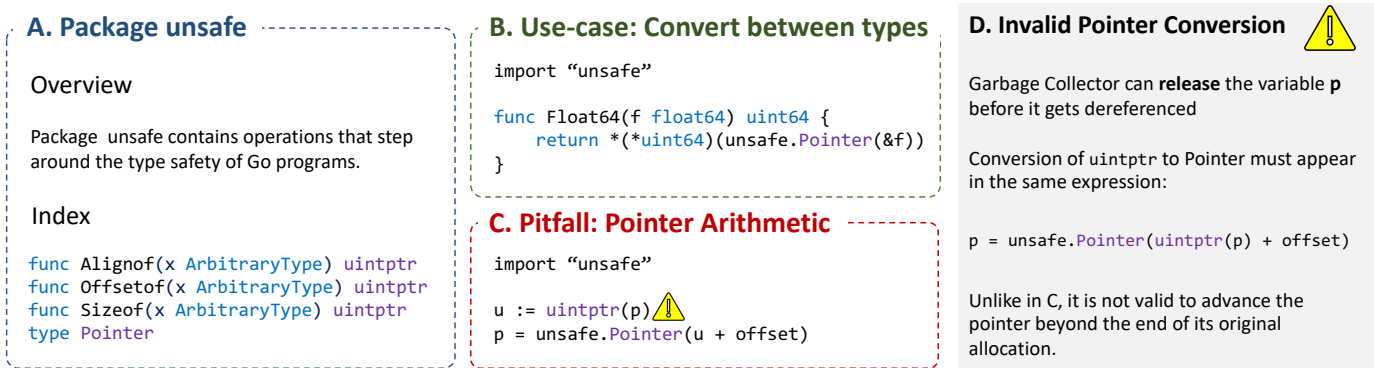 A. Package unsafe
Overview
Package unsafe contains operations that step
around the type safety of Go programs.
Index
func Alignof(x ArbitraryType) uintptr
func Offsetof(x ArbitraryType) uintptr
func Sizeof(x ArbitraryType) uintptr
type Pointer
B. Use-case: Convert between types
import “unsafe”
func Float64(f float64) uint64 {
    return *(*uint64)(unsafe.Pointer(&f))
}
C. Pitfall: Pointer Arithmetic
import “unsafe”
u := uintptr(p)
p = unsafe.Pointer(u + offset)
D. Invalid Pointer Conversion
Garbage Collector can release the variable p
before it gets dereferenced
Conversion of uintptr to Pointer must appear
in the same expression:
p = unsafe.Pointer(uintptr(p) + offset)
Unlike in C, it is not valid to advance the
pointer beyond the end of its original
allocation.